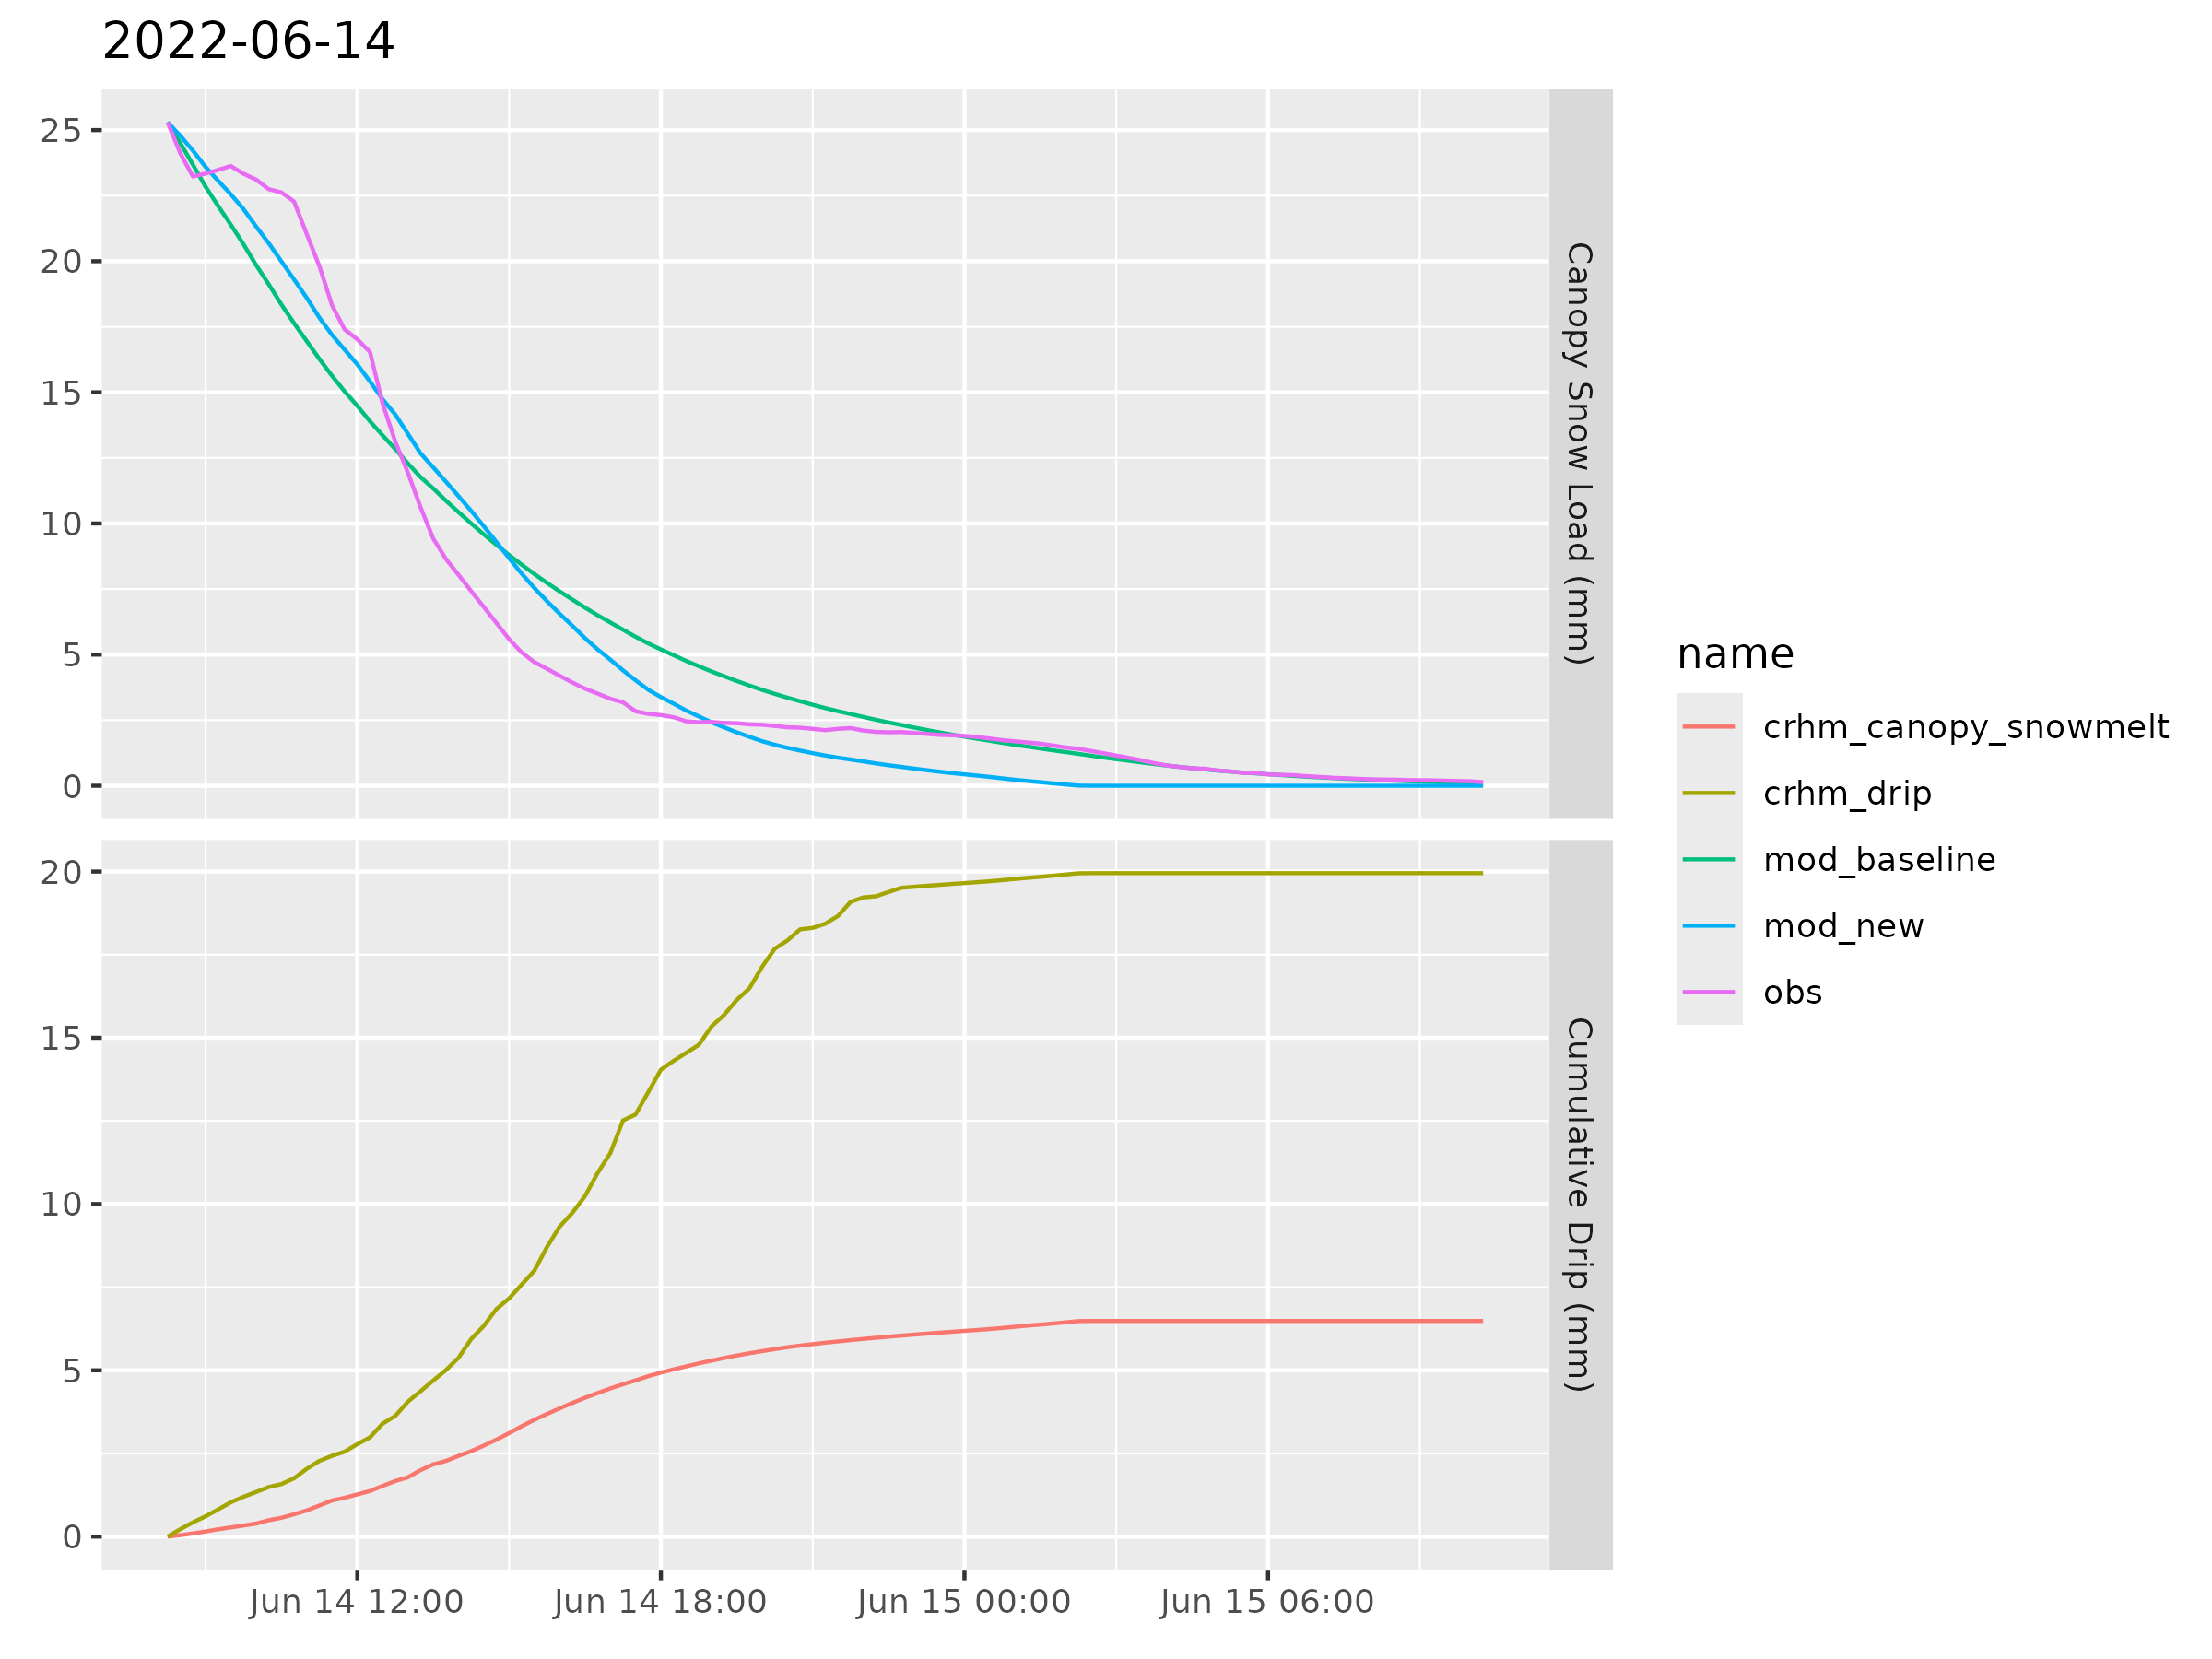 2022-06-14
25
20
15
10
5
0
Canopy Snow Load (mm)
20
15
10
5
0
Cumulative Drip (mm)
Jun 14 12:00
Jun 14 18:00
Jun 15 00:00
Jun 15 06:00
name
crhm_canopy_snowmelt
crhm_drip
mod_baseline
mod_new
obs